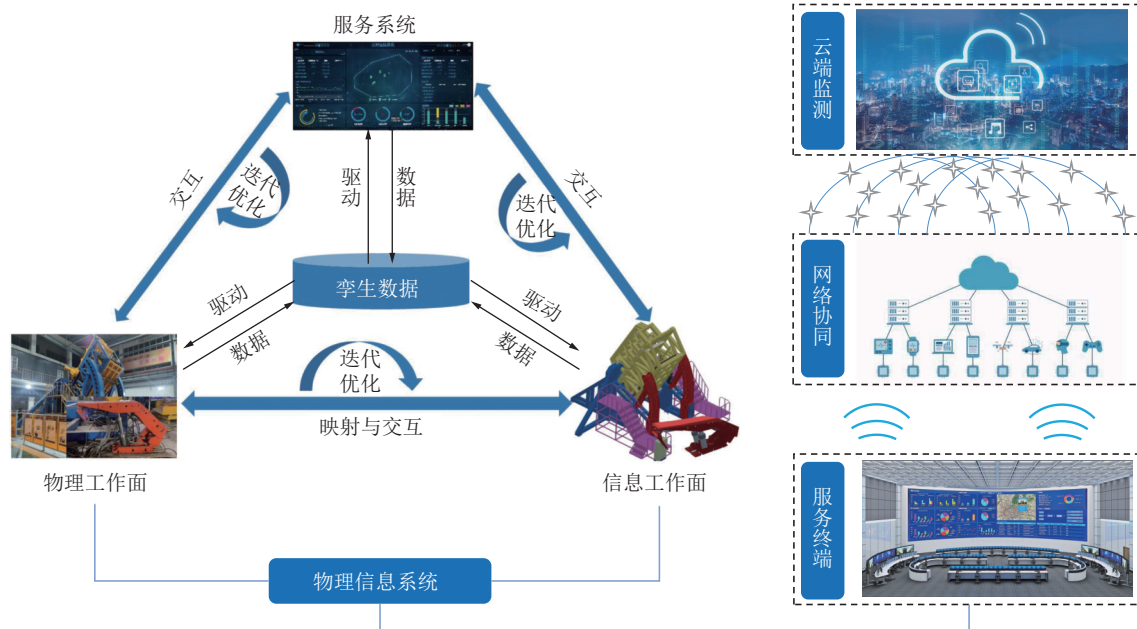 服务系统
交互
迭代
优化
驱动
数据
迭代
优化
交互
孪生数据
驱动
数据
驱动
数据
迭代
优化
映射与交互
物理工作面
信息工作面
物理信息系统
云端监测
网络协同
服务终端